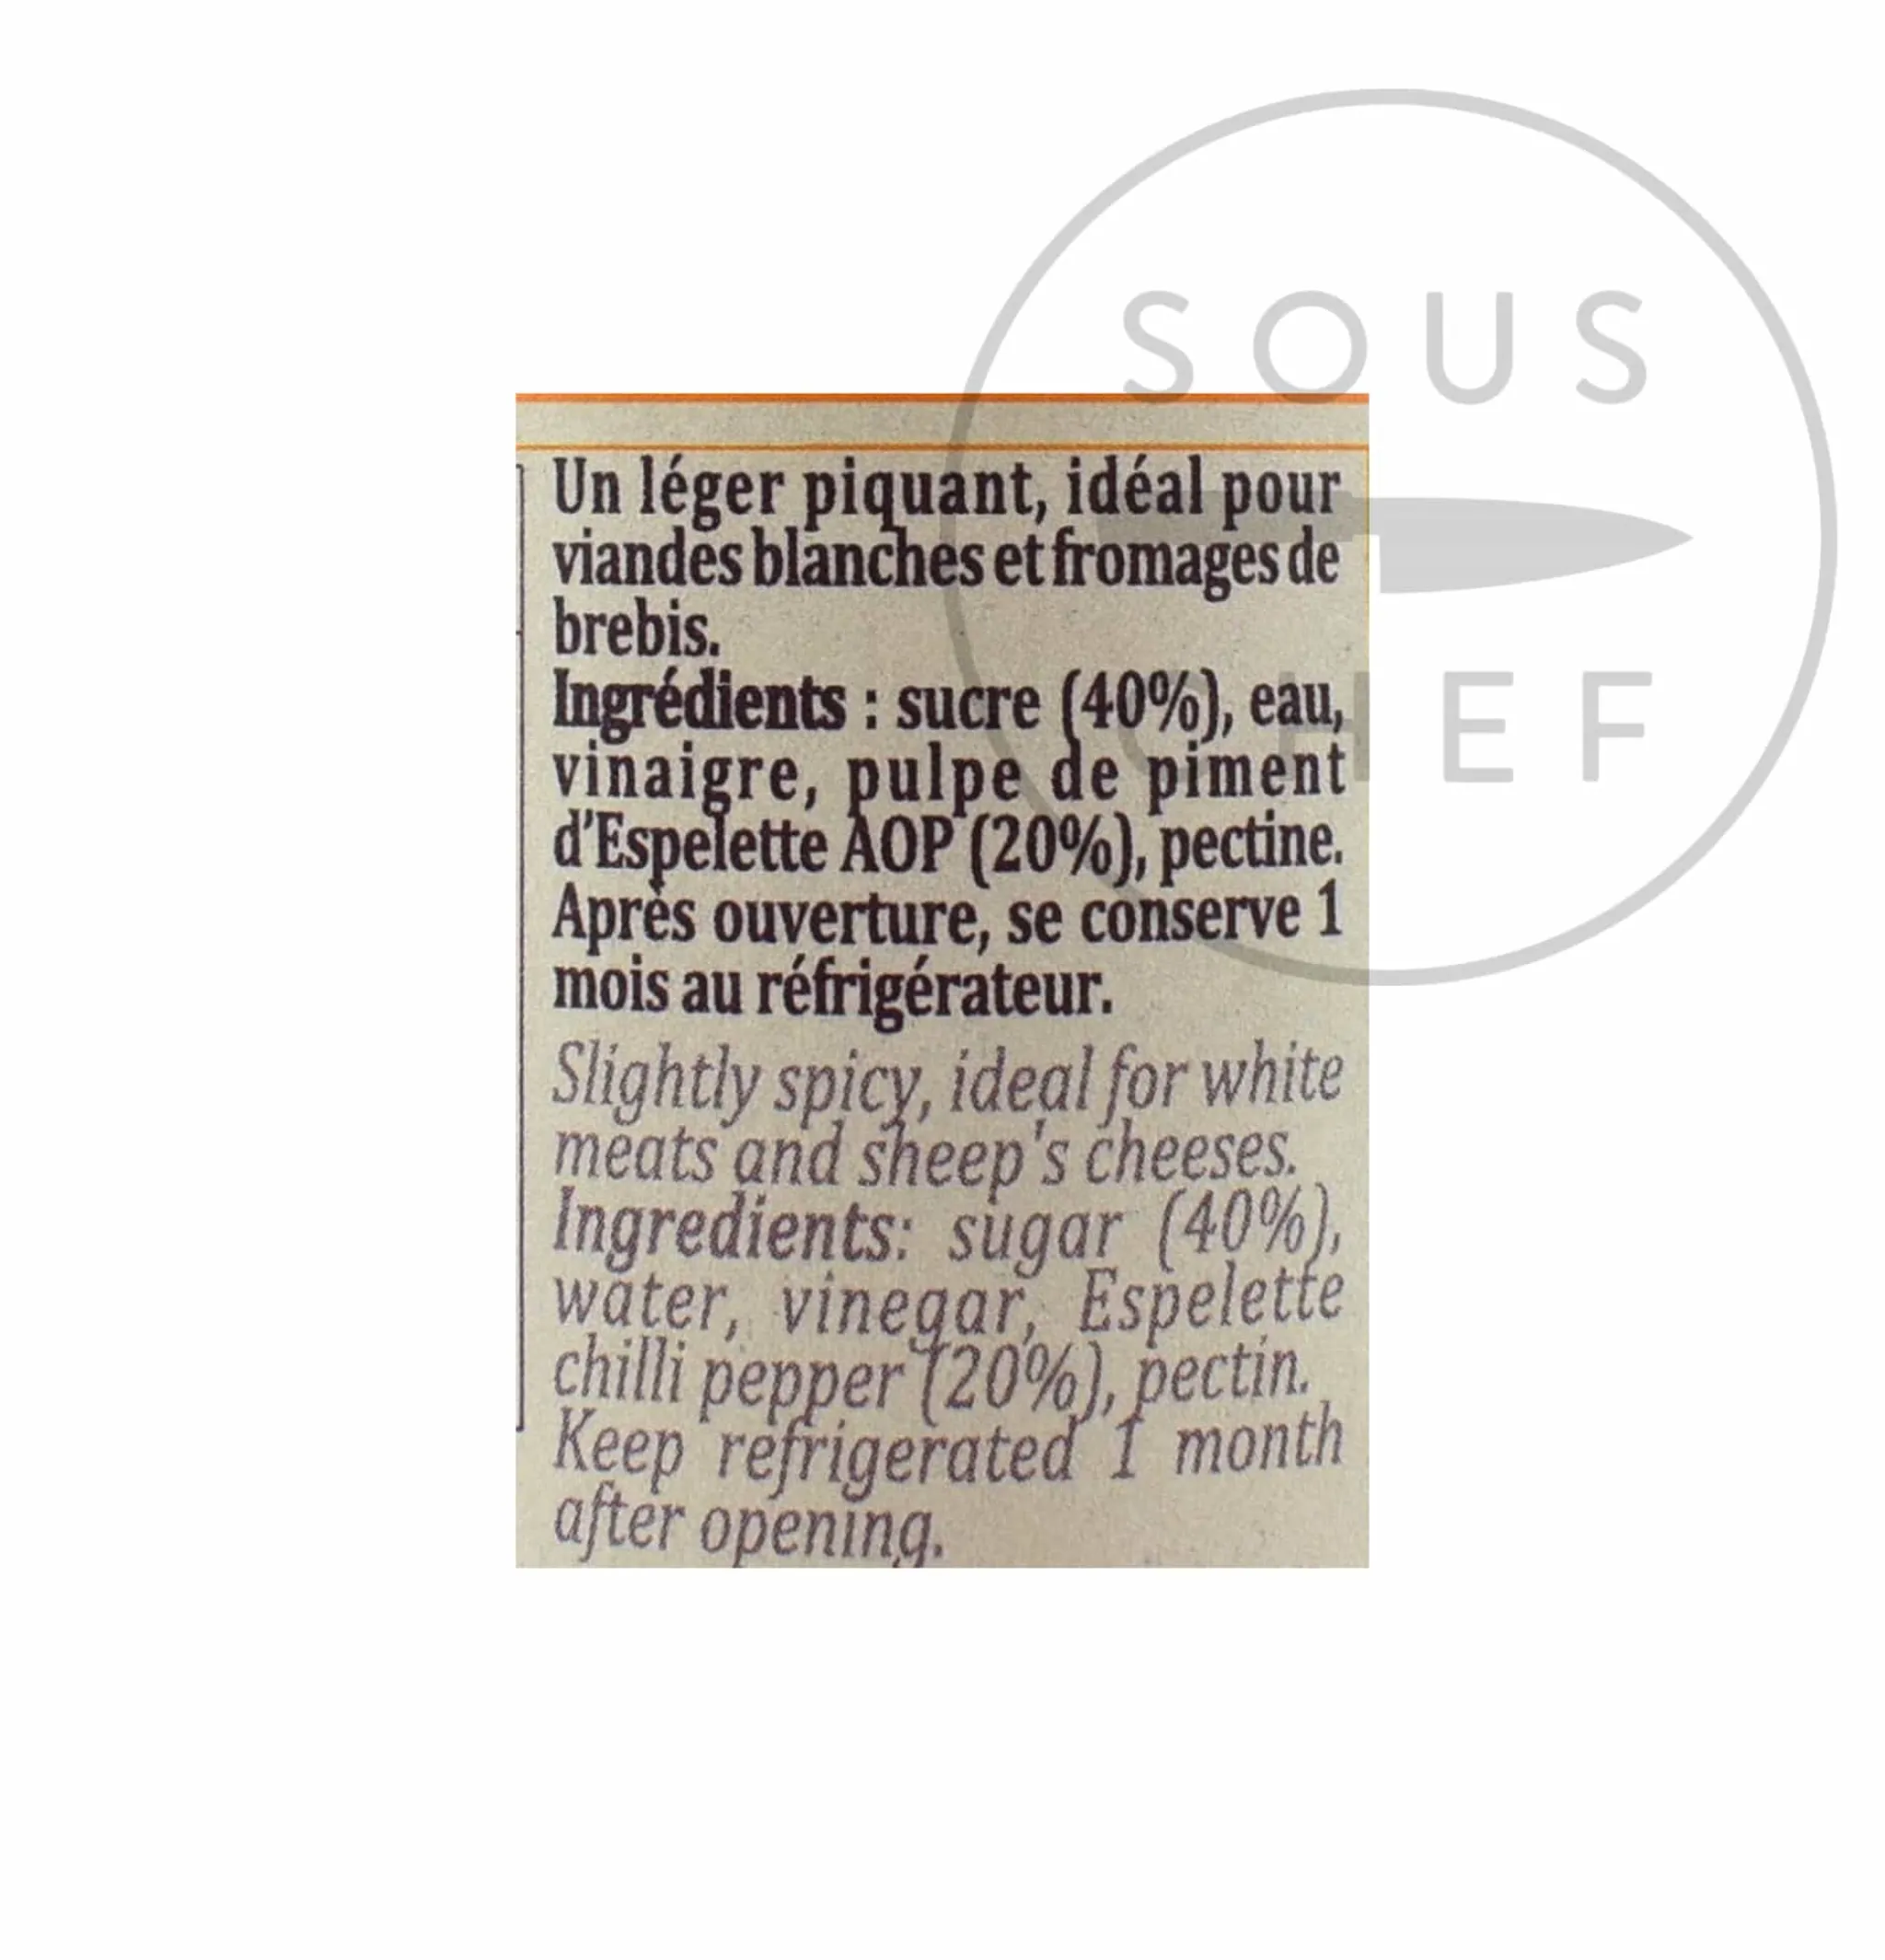 SOUS
CHEF
Un léger piquant, idéal pour
viandes blanches et fromages de
brebis.
Ingrédients : sucre (40%), eau,
vinaigre, pulpe de piment
d'Espelette AOP (20%), pectine.
Après ouverture, se conserve 1
mois au réfrigérateur.
Slightly spicy, ideal for white
meats and sheep's cheeses.
Ingredients: sugar (40%),
water, vinegar, Espelette
chilli pepper (20%), pectin.
Keep refrigerated 1 month
after opening.